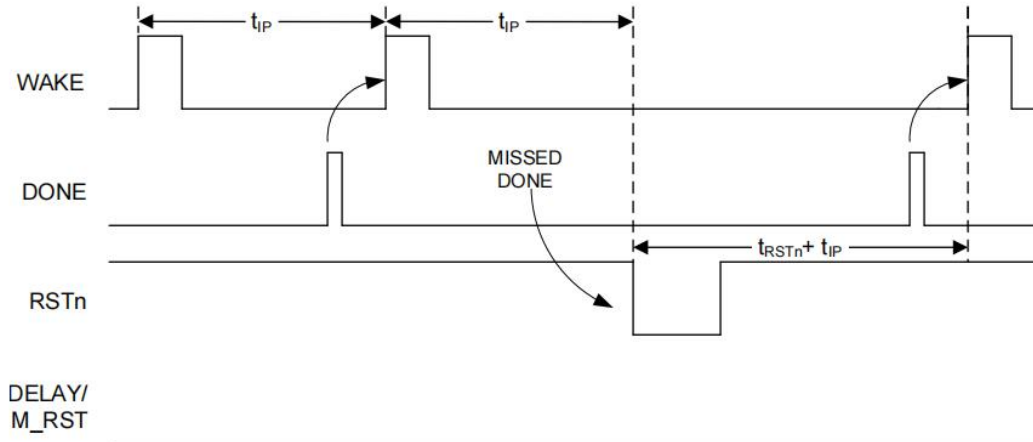 tIP
tIP
WAKE
MISSED
DONE
DONE
tRSTn+ tIP
RSTn
DELAY/
M_RST